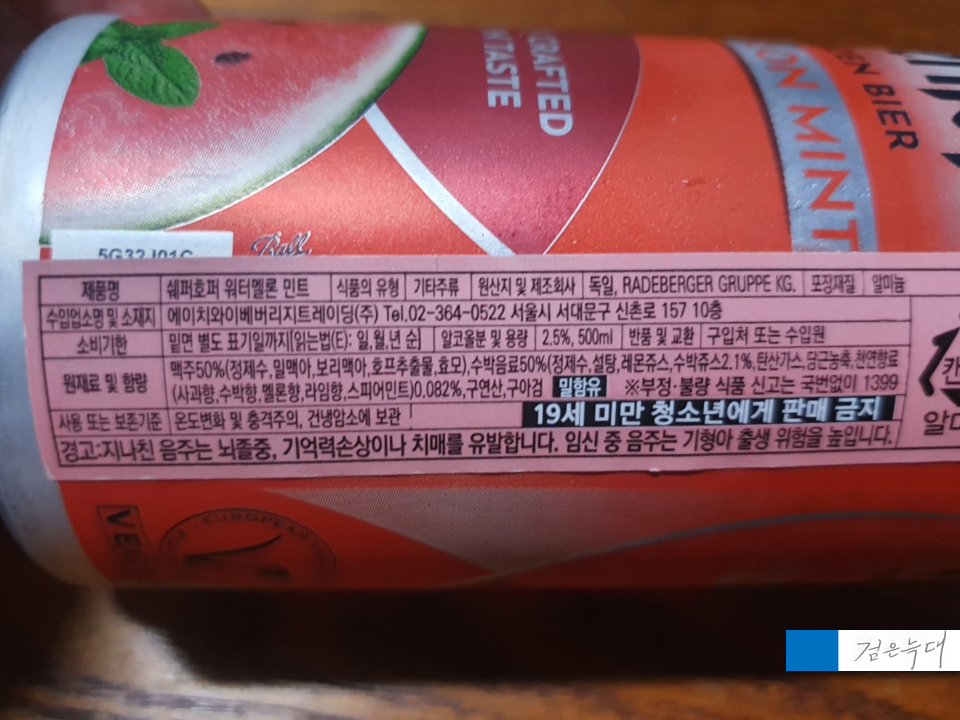 CRAFTED
NTASTE
ON MINT
EN BIER
5G32J01C
Ball
제품명 쉐퍼호퍼 워터멜론 민트 식품의 유형 기타주류 원산지 및 제조회사 독일, RADEBERGER GRUPPE KG. 포장재질 알미늄
수입업소명 및 소재지 에이치와이베버리지트레이딩(주) Tel.02-364-0522 서울시 서대문구 신촌로 157 10층
소비기한 밑면 별도 표기일까지[읽는법(E): 일,월,년 순] 알코올분 및 용량 2.5%, 500ml 반품 및 교환 구입처 또는 수입원
원재료 및 함량 맥주50%(정제수,밀맥아,보리맥아,호프추출물,효모),수박음료50%(정제수,설탕,레몬쥬스,수박쥬스2.1%,탄산가스,당근농축,천연향료
(사과향,수박향,멜론향,라임향,스피어민트)0.082%,구연산,구아검 밀함유 ※부정·불량 식품 신고는 국번없이 1399
사용 또는 보존기준 온도변화 및 충격주의, 건냉암소에 보관 19세 미만 청소년에게 판매 금지
경고:지나친 음주는 뇌졸중, 기억력손상이나 치매를 유발합니다. 임신 중 음주는 기형아 출생 위험을 높입니다.
캔
알미
VEG
EUROPEAN
검은늑대